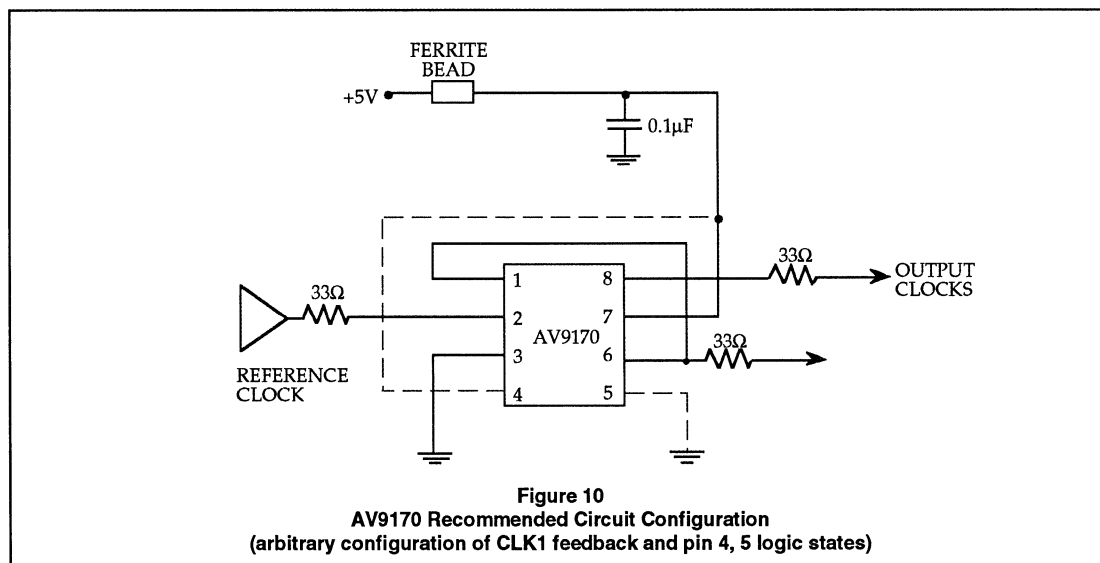 FERRITE
BEAD
+5V
0.1µF
33Ω
OUTPUT
CLOCKS
1
8
33Ω
2
7
AV9170
33Ω
3
6
REFERENCE
CLOCK
4
5
Figure 10
AV9170 Recommended Circuit Configuration
(arbitrary configuration of CLK1 feedback and pin 4, 5 logic states)